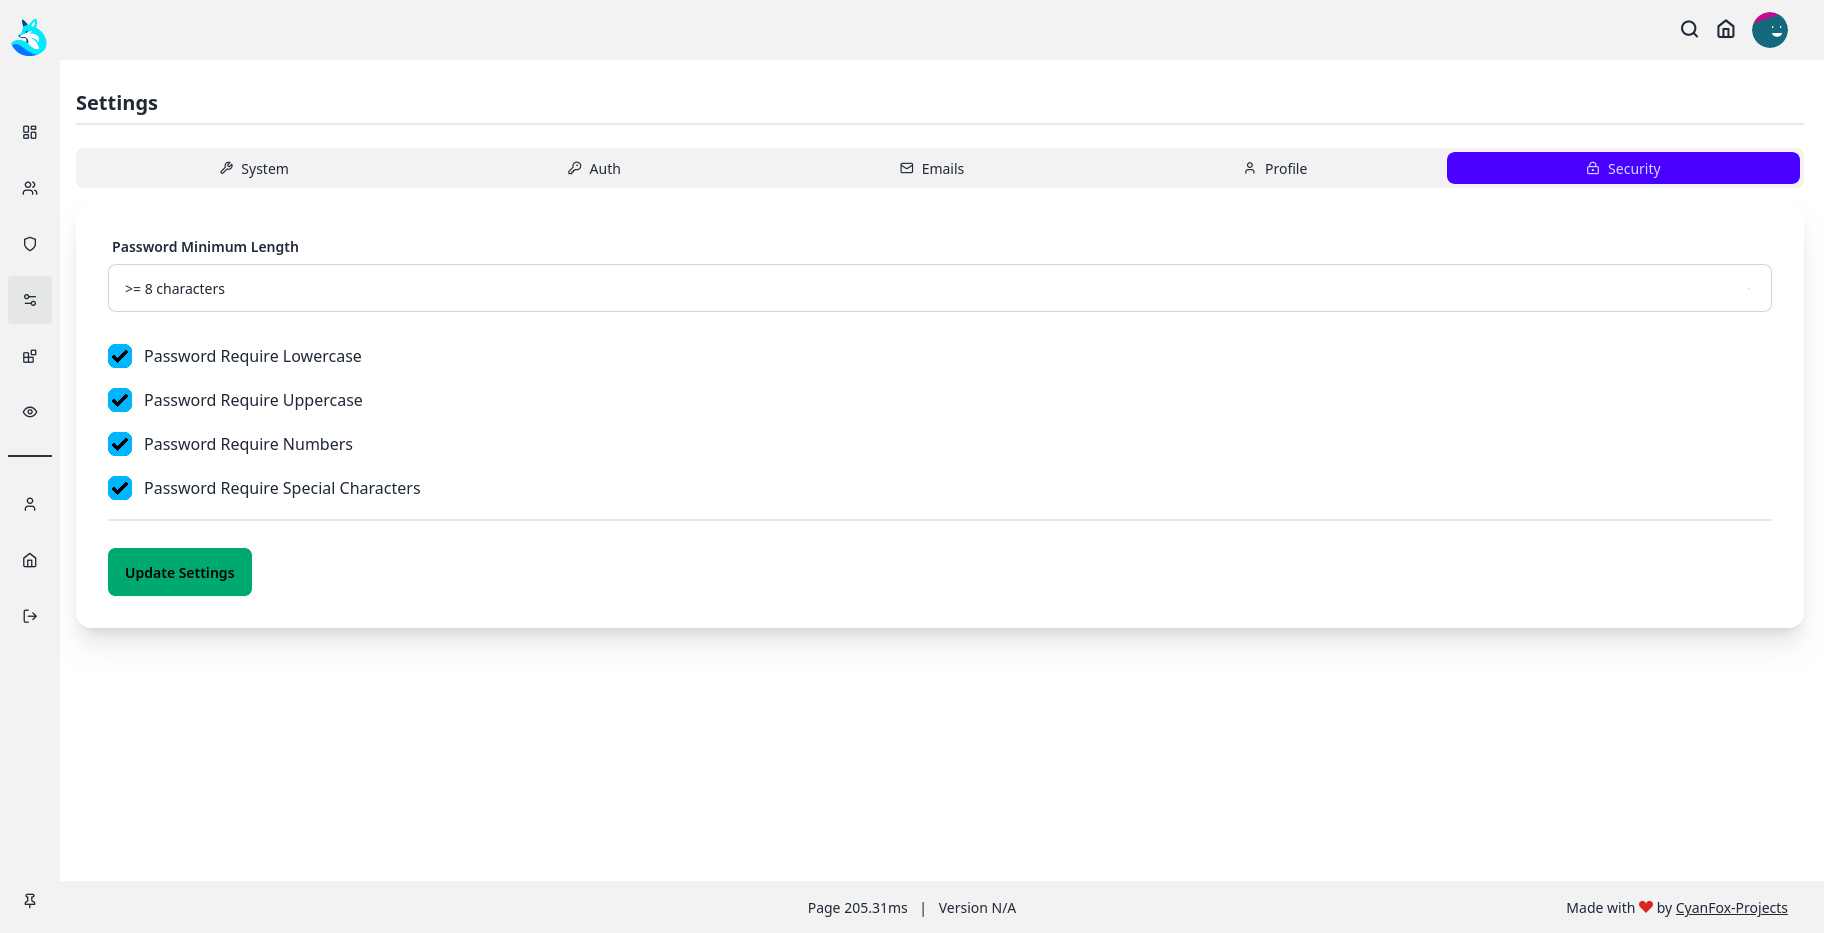 Settings
System
Auth
Emails
Profile
Security
Password Minimum Length
>= 8 characters
Password Require Lowercase
Password Require Uppercase
Password Require Numbers
Password Require Special Characters
Update Settings
Page 205.31ms | Version N/A
Made with ❤ by CyanFox-Projects